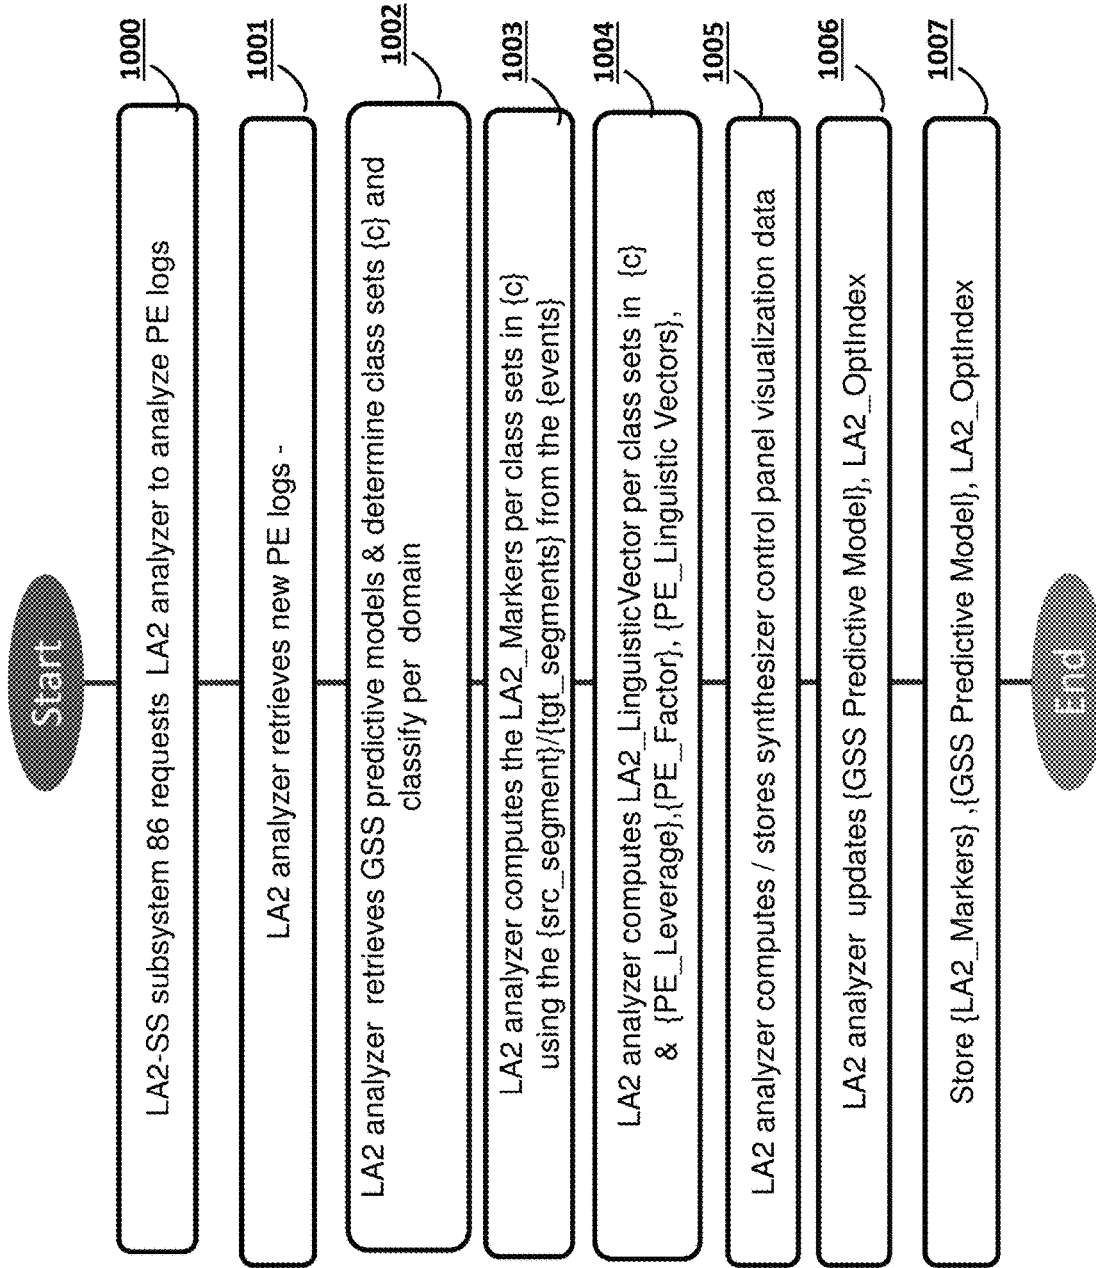 Start
1000
LA2-SS subsystem 86 requests LA2 analyzer to analyze PE logs
1001
LA2 analyzer retrieves new PE logs -
1002
LA2 analyzer retrieves GSS predictive models & determine class sets {c} and
classify per domain
1003
LA2 analyzer computes the LA2_Markers per class sets in {c}
using the {src_segment}/{tgt_segments} from the {events}
1004
LA2 analyzer computes LA2_LinguisticVector per class sets in {c}
& {PE_Leverage},{PE_Factor}, {PE_Linguistic Vectors},
1005
LA2 analyzer computes / stores synthesizer control panel visualization data
1006
LA2 analyzer updates {GSS Predictive Model}, LA2_OptIndex
1007
Store {LA2_Markers} ,{GSS Predictive Model}, LA2_OptIndex
End